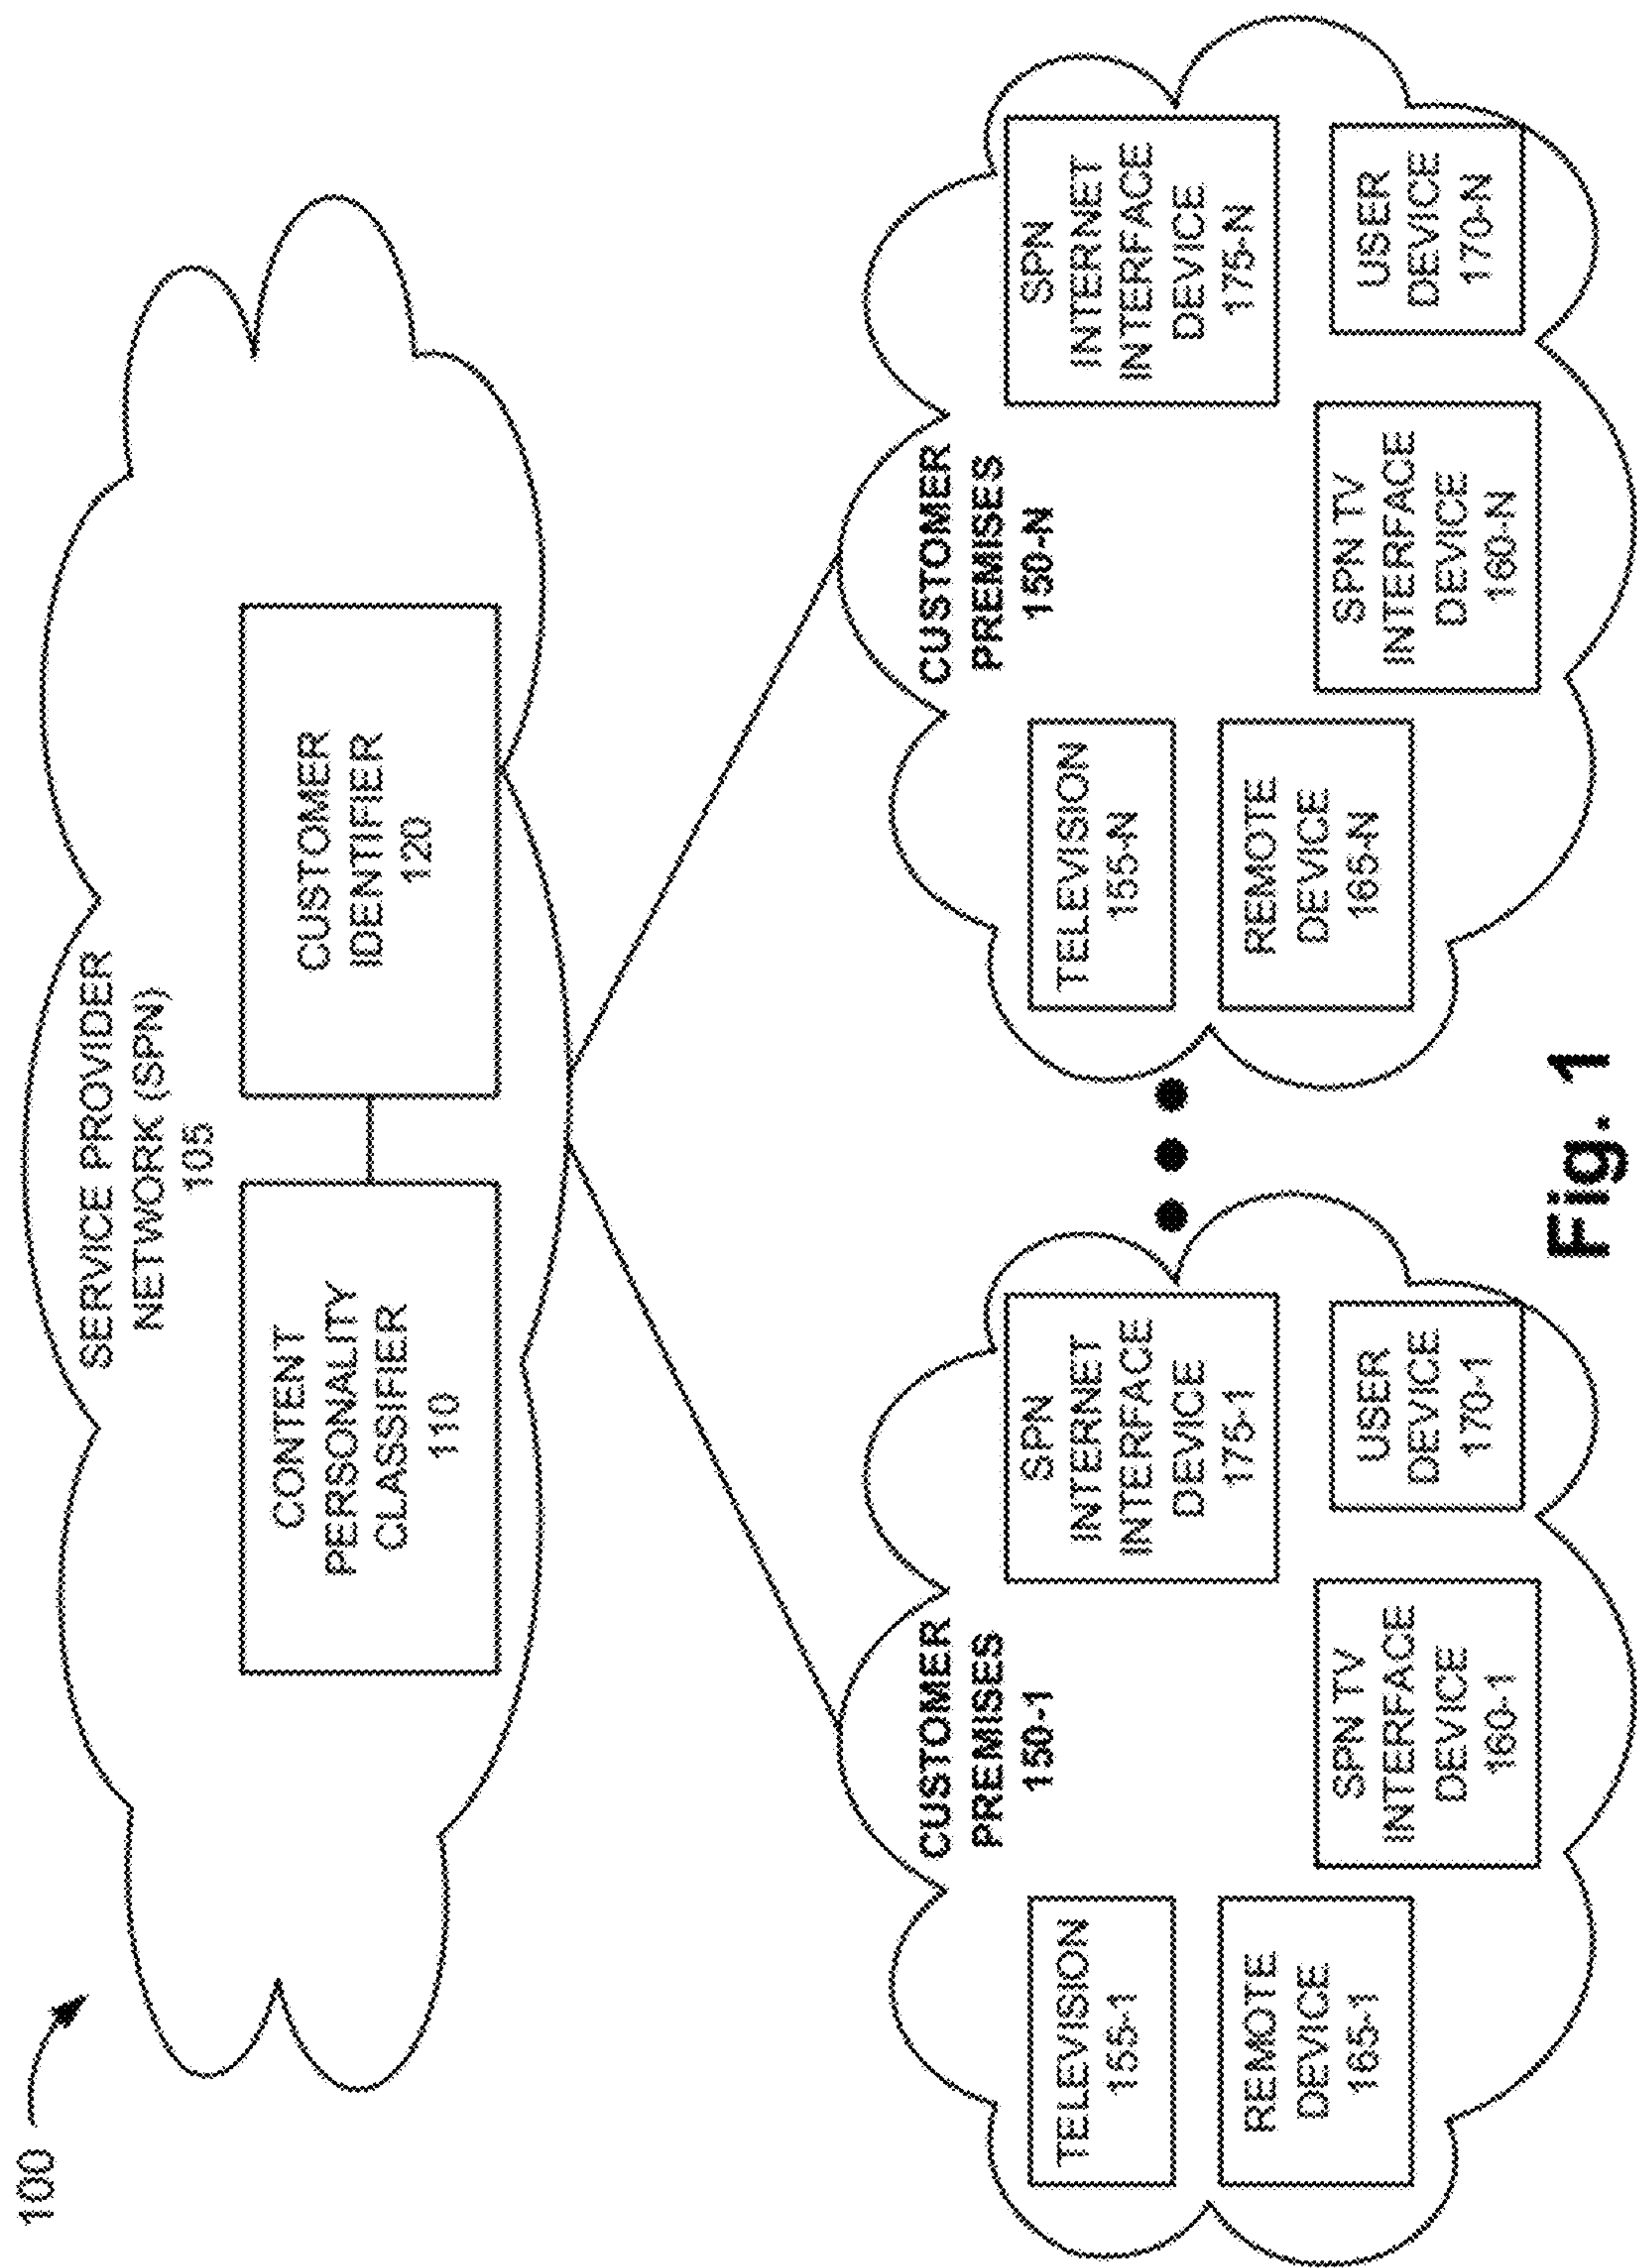 100
SERVICE PROVIDER
NETWORK (SPN)
105
CONTENT
PERSONALITY
CLASSIFIER
110
CUSTOMER
IDENTIFIER
120
CUSTOMER
PREMISES
150-1
TELEVISION
155-1
REMOTE
DEVICE
165-1
SPN TV
INTERFACE
DEVICE
160-1
SPN
INTERNET
INTERFACE
DEVICE
175-1
USER
DEVICE
170-1
CUSTOMER
PREMISES
150-N
TELEVISION
155-N
REMOTE
DEVICE
165-N
SPN TV
INTERFACE
DEVICE
160-N
SPN
INTERNET
INTERFACE
DEVICE
175-N
USER
DEVICE
170-N
Fig. 1